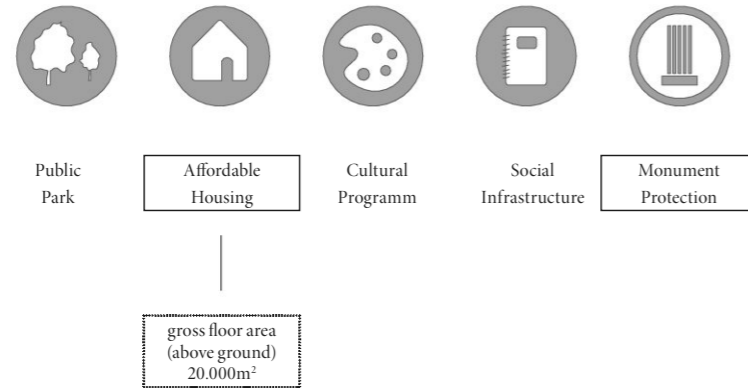 Public
Park
Affordable
Housing
Cultural
Programm
Social
Infrastructure
Monument
Protection
gross floor area
(above ground)
20.000m²